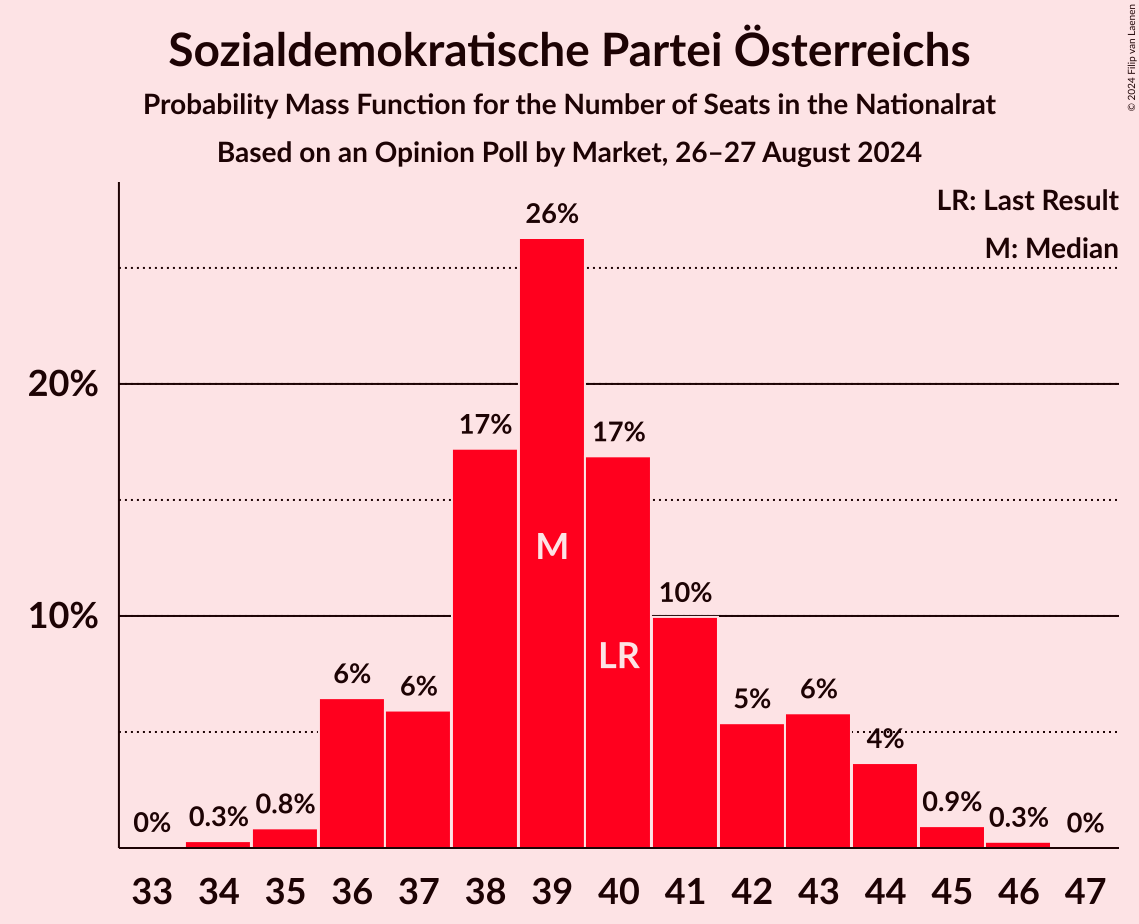 Sozialdemokratische Partei Österreichs
Probability Mass Function for the Number of Seats in the Nationalrat
Based on an Opinion Poll by Market, 26–27 August 2024
© 2024 Filip van Laenen
LR: Last Result
M: Median
20%
10%
0%
0.3%
0.8%
6%
6%
17%
26%
17%
10%
5%
6%
4%
0.9%
0.3%
0%
M
LR
33 34 35 36 37 38 39 40 41 42 43 44 45 46 47